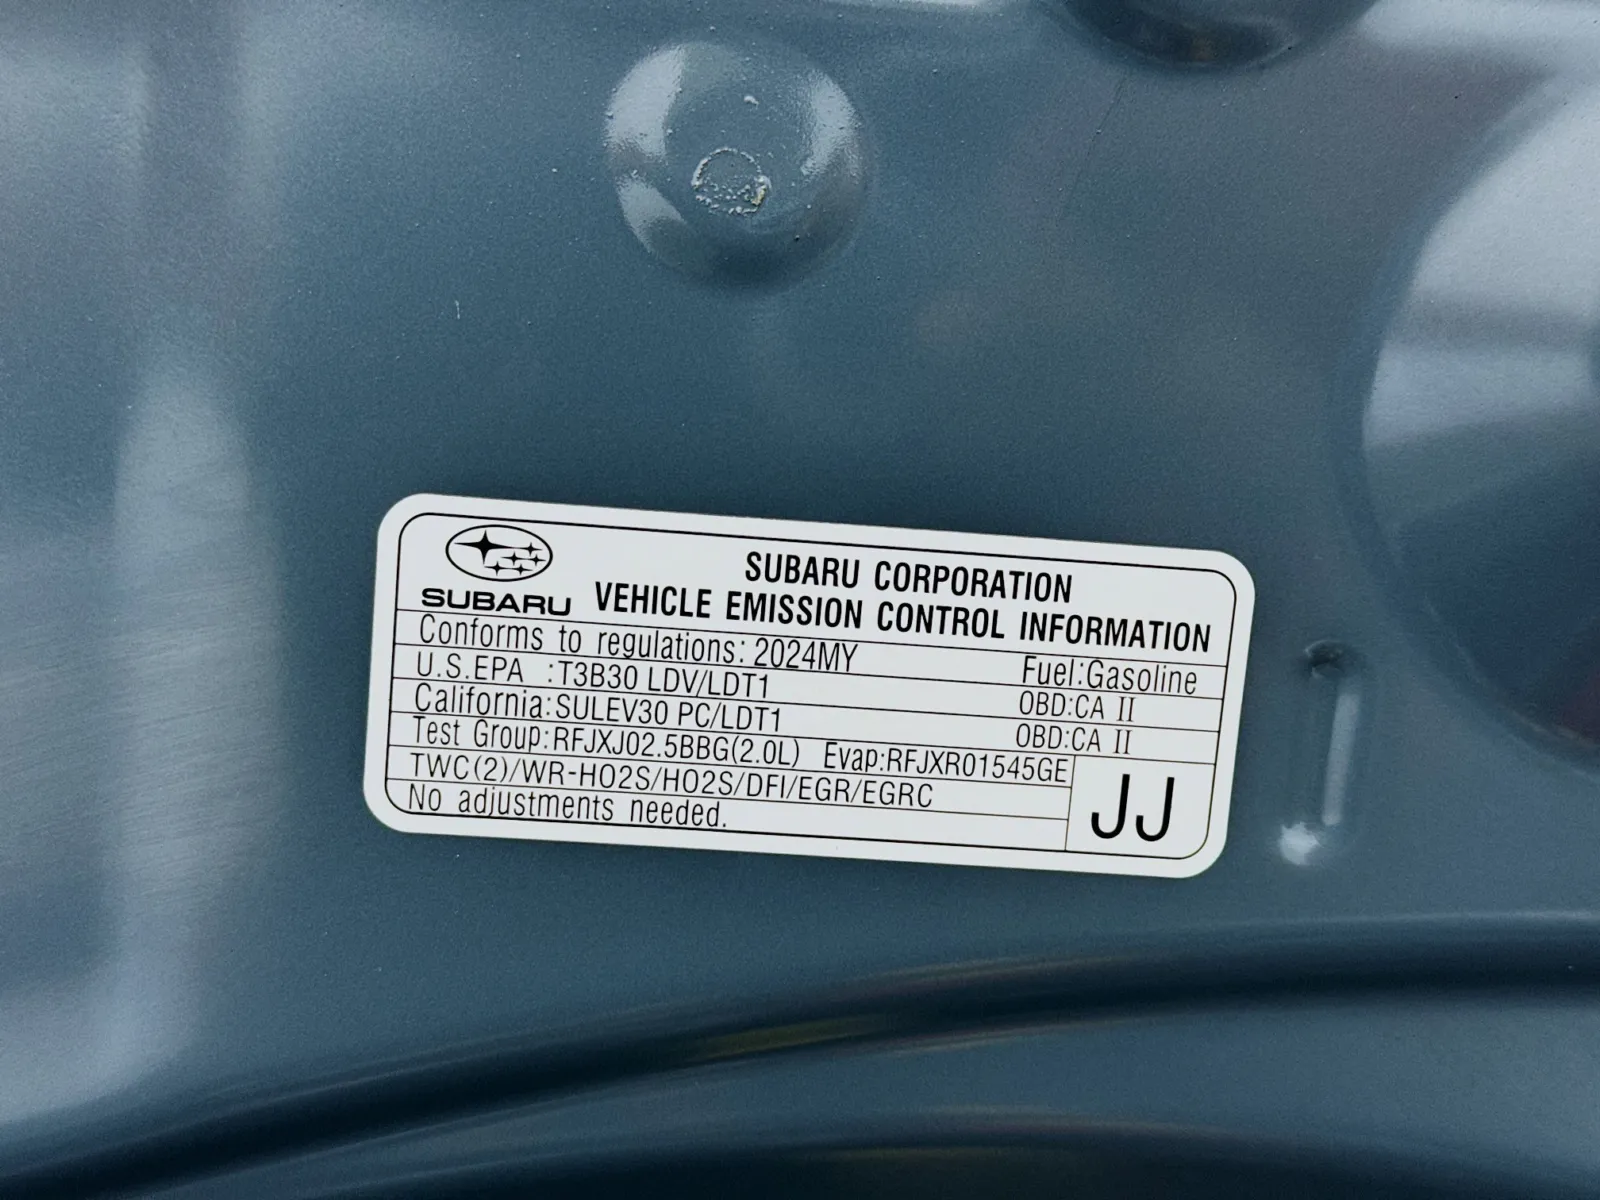 SUBARU CORPORATION
SUBARU VEHICLE EMISSION CONTROL INFORMATION
Conforms to regulations: 2024MY Fuel:Gasoline
U.S.EPA :T3B30 LDV/LDT1 OBD:CA II
California:SULEV30 PC/LDT1 OBD:CA II
Test Group:RFJXJ02.5BBG(2.0L) Evap:RFJXR01545GE
TWC(2)/WR-HO2S/HO2S/DFI/EGR/EGRC
No adjustments needed.
JJ